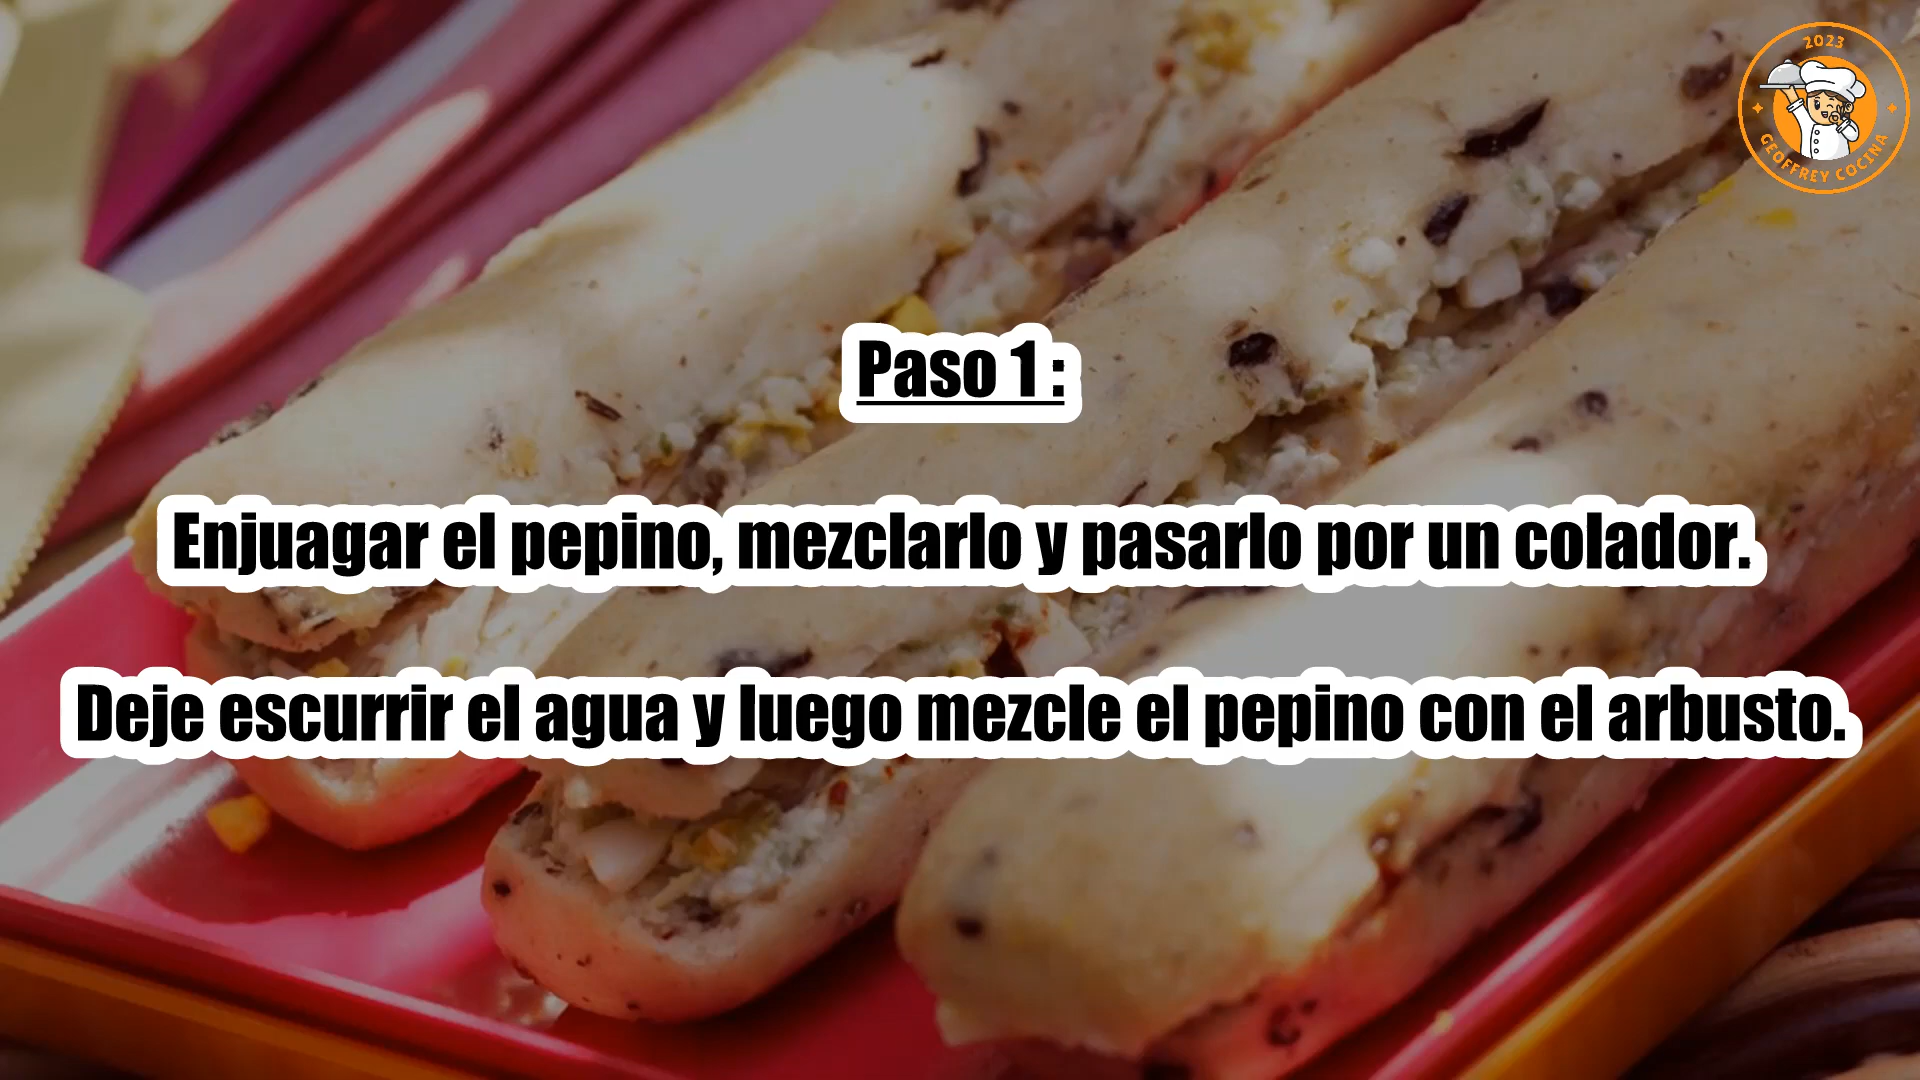 2023
GEOFFREY COCINA
Paso 1 :
Enjuagar el pepino, mezclarlo y pasarlo por un colador.
Deje escurrir el agua y luego mezcle el pepino con el arbusto.